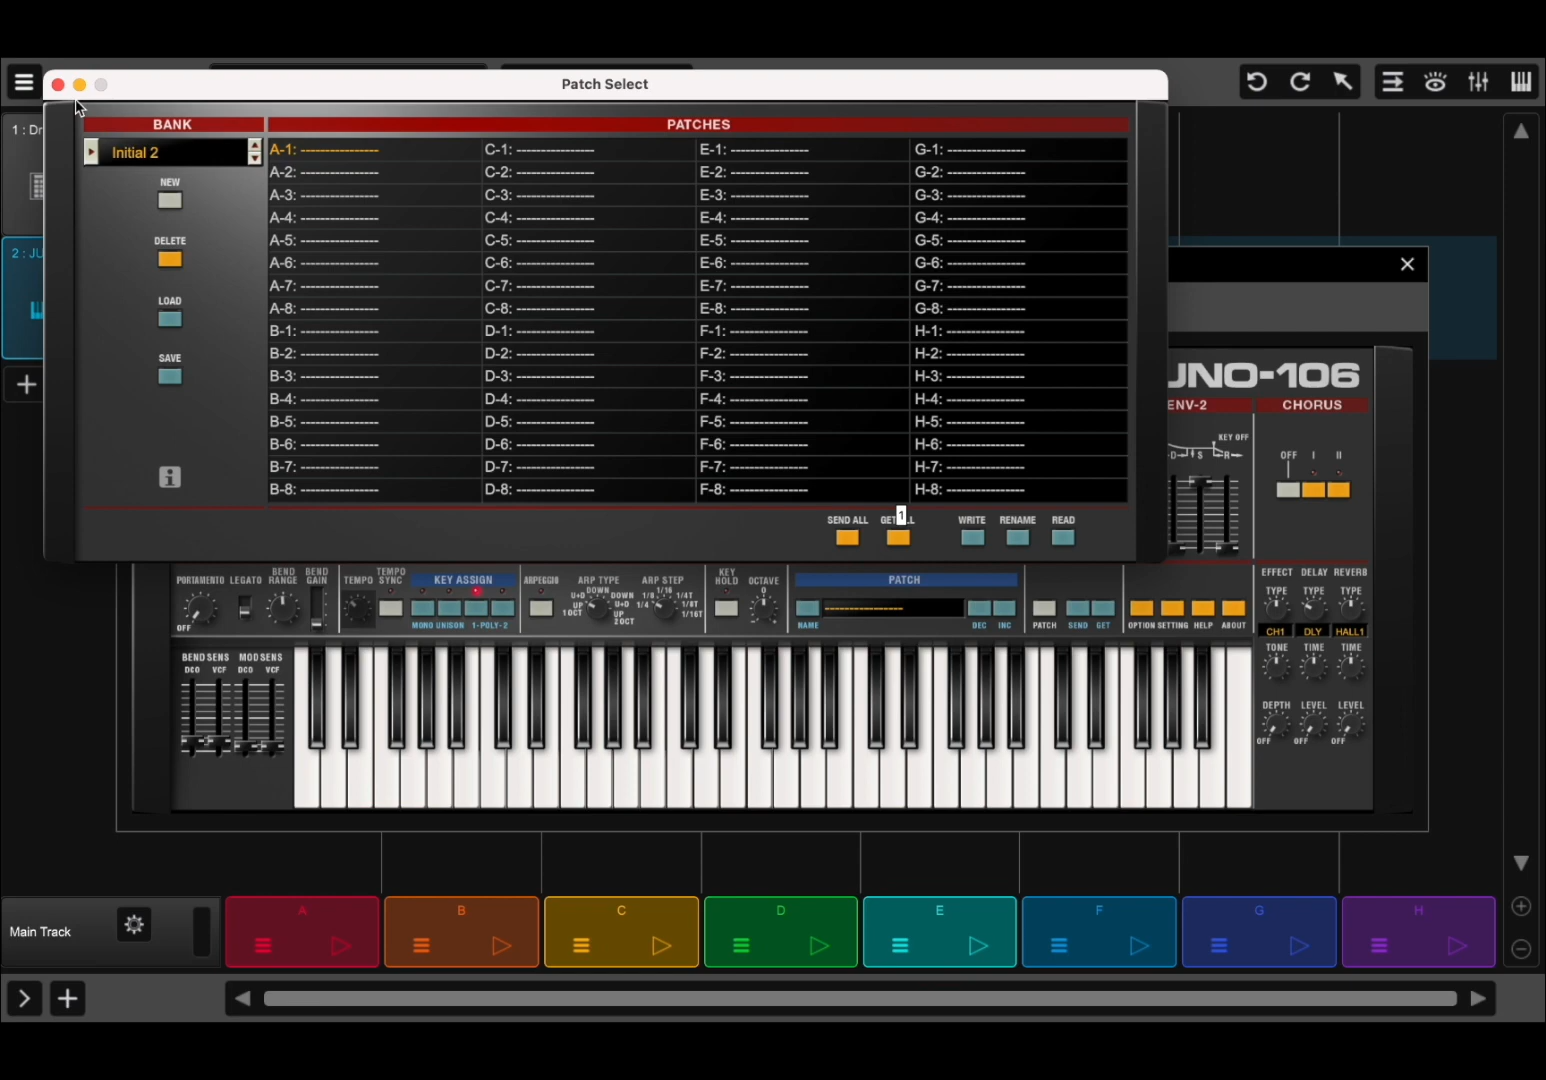 Patch Select
BANK
PATCHES
Initial 2
NEW
DELETE
LOAD
SAVE
A-1: ----------------
A-2: ----------------
A-3: ----------------
A-4: ----------------
A-5: ----------------
A-6: ----------------
A-7: ----------------
A-8: ----------------
B-1: ----------------
B-2: ----------------
B-3: ----------------
B-4: ----------------
B-5: ----------------
B-6: ----------------
B-7: ----------------
B-8: ----------------
C-1: ----------------
C-2: ----------------
C-3: ----------------
C-4: ----------------
C-5: ----------------
C-6: ----------------
C-7: ----------------
C-8: ----------------
D-1: ----------------
D-2: ----------------
D-3: ----------------
D-4: ----------------
D-5: ----------------
D-6: ----------------
D-7: ----------------
D-8: ----------------
E-1: ----------------
E-2: ----------------
E-3: ----------------
E-4: ----------------
E-5: ----------------
E-6: ----------------
E-7: ----------------
E-8: ----------------
F-1: ----------------
F-2: ----------------
F-3: ----------------
F-4: ----------------
F-5: ----------------
F-6: ----------------
F-7: ----------------
F-8: ----------------
G-1: ----------------
G-2: ----------------
G-3: ----------------
G-4: ----------------
G-5: ----------------
G-6: ----------------
G-7: ----------------
G-8: ----------------
H-1: ----------------
H-2: ----------------
H-3: ----------------
H-4: ----------------
H-5: ----------------
H-6: ----------------
H-7: ----------------
H-8: ----------------
SEND ALL
1
WRITE RENAME READ
1 : Dr
2 : JU
JNO-106
ENV-2 CHORUS
KEY OFF
D S R
OFF I II
PORTAMENTO LEGATO BEND RANGE BEND GAIN
OFF
TEMPO TEMPO SYNC
KEY ASSIGN
MONO UNISON 1-POLY-2
ARPEGGIO
ARP TYPE
DOWN
U+D DOWN
UP U+D
1 OCT UP
2 OCT
ARP STEP
1/16
1/8 1/4T
1/4 1/8T
1/16T
KEY HOLD
OCTAVE
0
PATCH
NAME ----------------
DEC INC
PATCH SEND GET
OPTION SETTING HELP ABOUT
EFFECT DELAY REVERB
TYPE TYPE TYPE
CH1 DLY HALL1
TONE TIME TIME
DEPTH LEVEL LEVEL
OFF OFF OFF
BEND SENS MOD SENS
DCO VCF DCO VCF
Main Track
A B C D E F G H